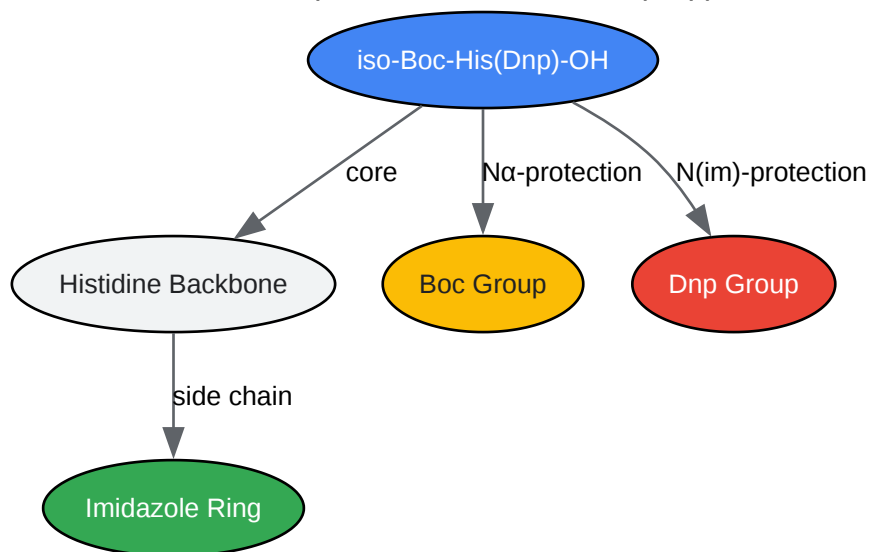 iso-Boc-His(Dnp)-OH
core
Nα-protection
N(im)-protection
Histidine Backbone
Boc Group
Dnp Group
side chain
Imidazole Ring